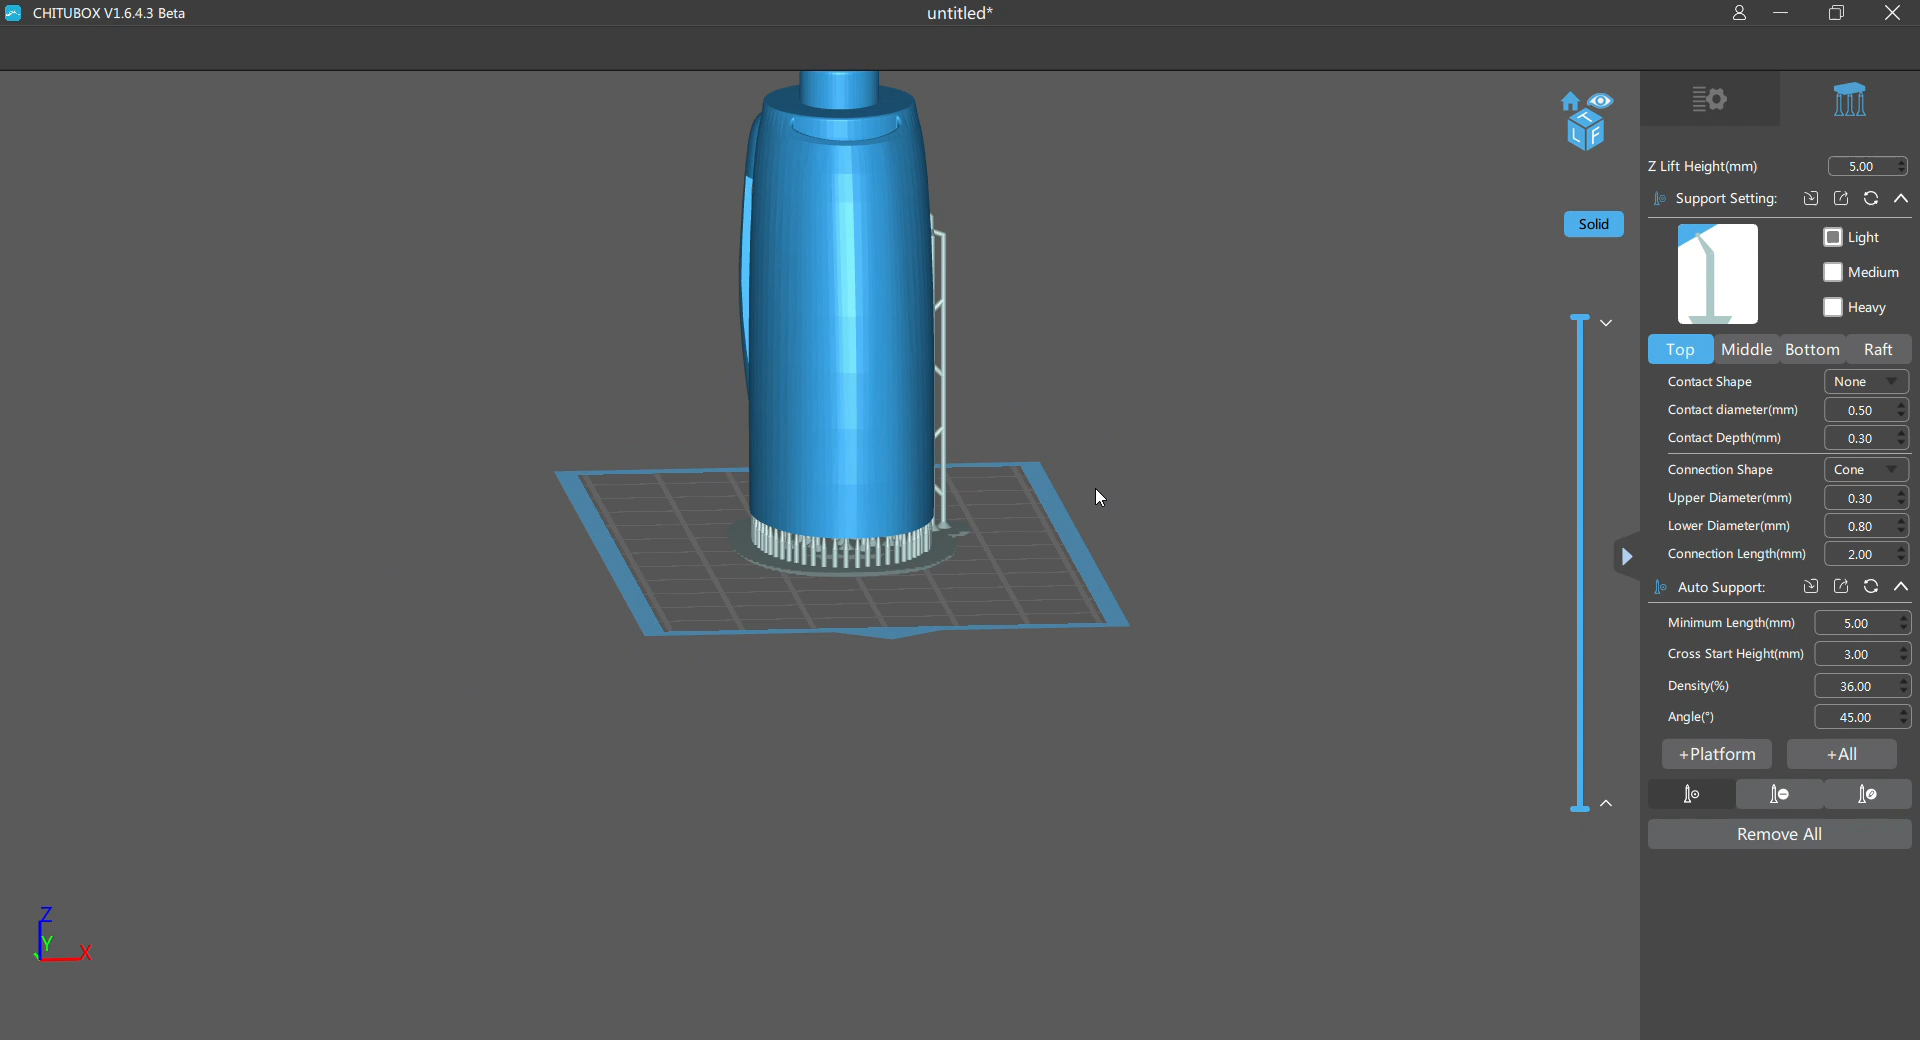 CHITUBOX V1.6.4.3 Beta
untitled*
T
L F
Solid
Z Lift Height(mm) 5.00
Support Setting:
Light
Medium
Heavy
Top Middle Bottom Raft
Contact Shape None
Contact diameter(mm) 0.50
Contact Depth(mm) 0.30
Connection Shape Cone
Upper Diameter(mm) 0.30
Lower Diameter(mm) 0.80
Connection Length(mm) 2.00
Auto Support:
Minimum Length(mm) 5.00
Cross Start Height(mm) 3.00
Density(%) 36.00
Angle(°) 45.00
+Platform +All
Remove All
Z
Y
X